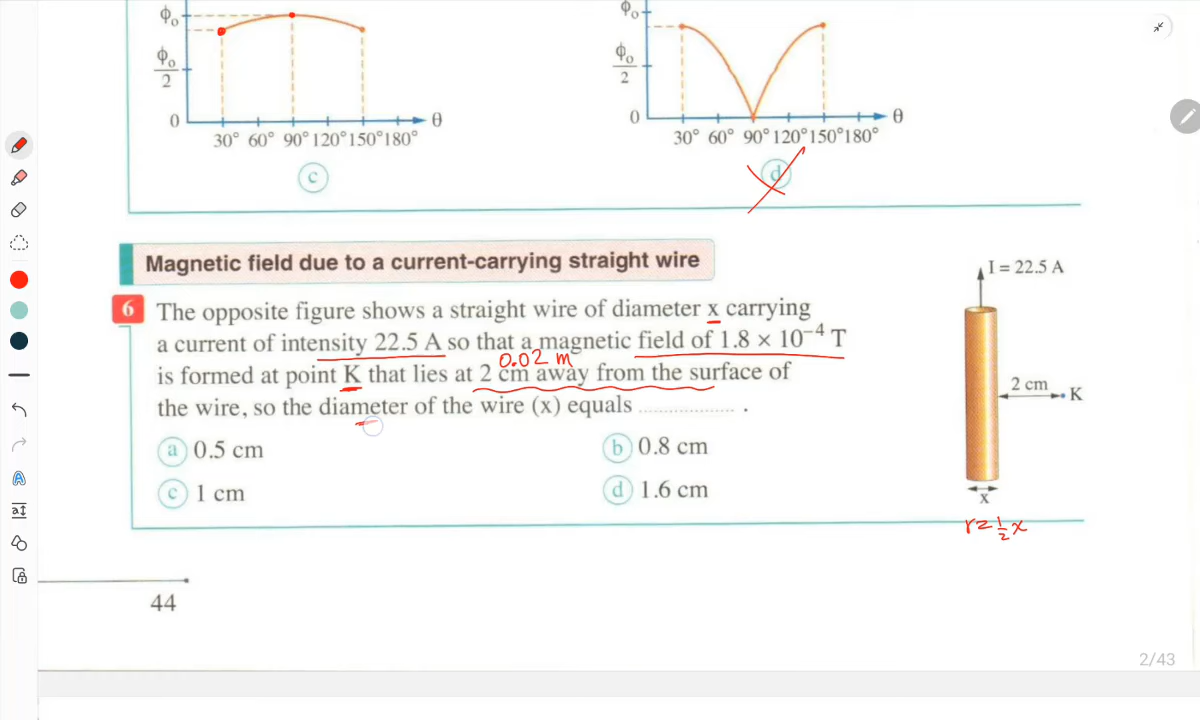 Φ₀
Φ₀/2
0
30° 60° 90° 120° 150° 180°
θ
c
Φ₀
Φ₀/2
0
30° 60° 90° 120° 150° 180°
θ
d
Magnetic field due to a current-carrying straight wire
6 The opposite figure shows a straight wire of diameter x carrying
a current of intensity 22.5 A so that a magnetic field of 1.8 × 10⁻⁴ T
0.02 m
is formed at point K that lies at 2 cm away from the surface of
the wire, so the diameter of the wire (x) equals ................. .
a 0.5 cm
b 0.8 cm
c 1 cm
d 1.6 cm
I = 22.5 A
2 cm
K
x
r = ½ x
44
2/43
A
a